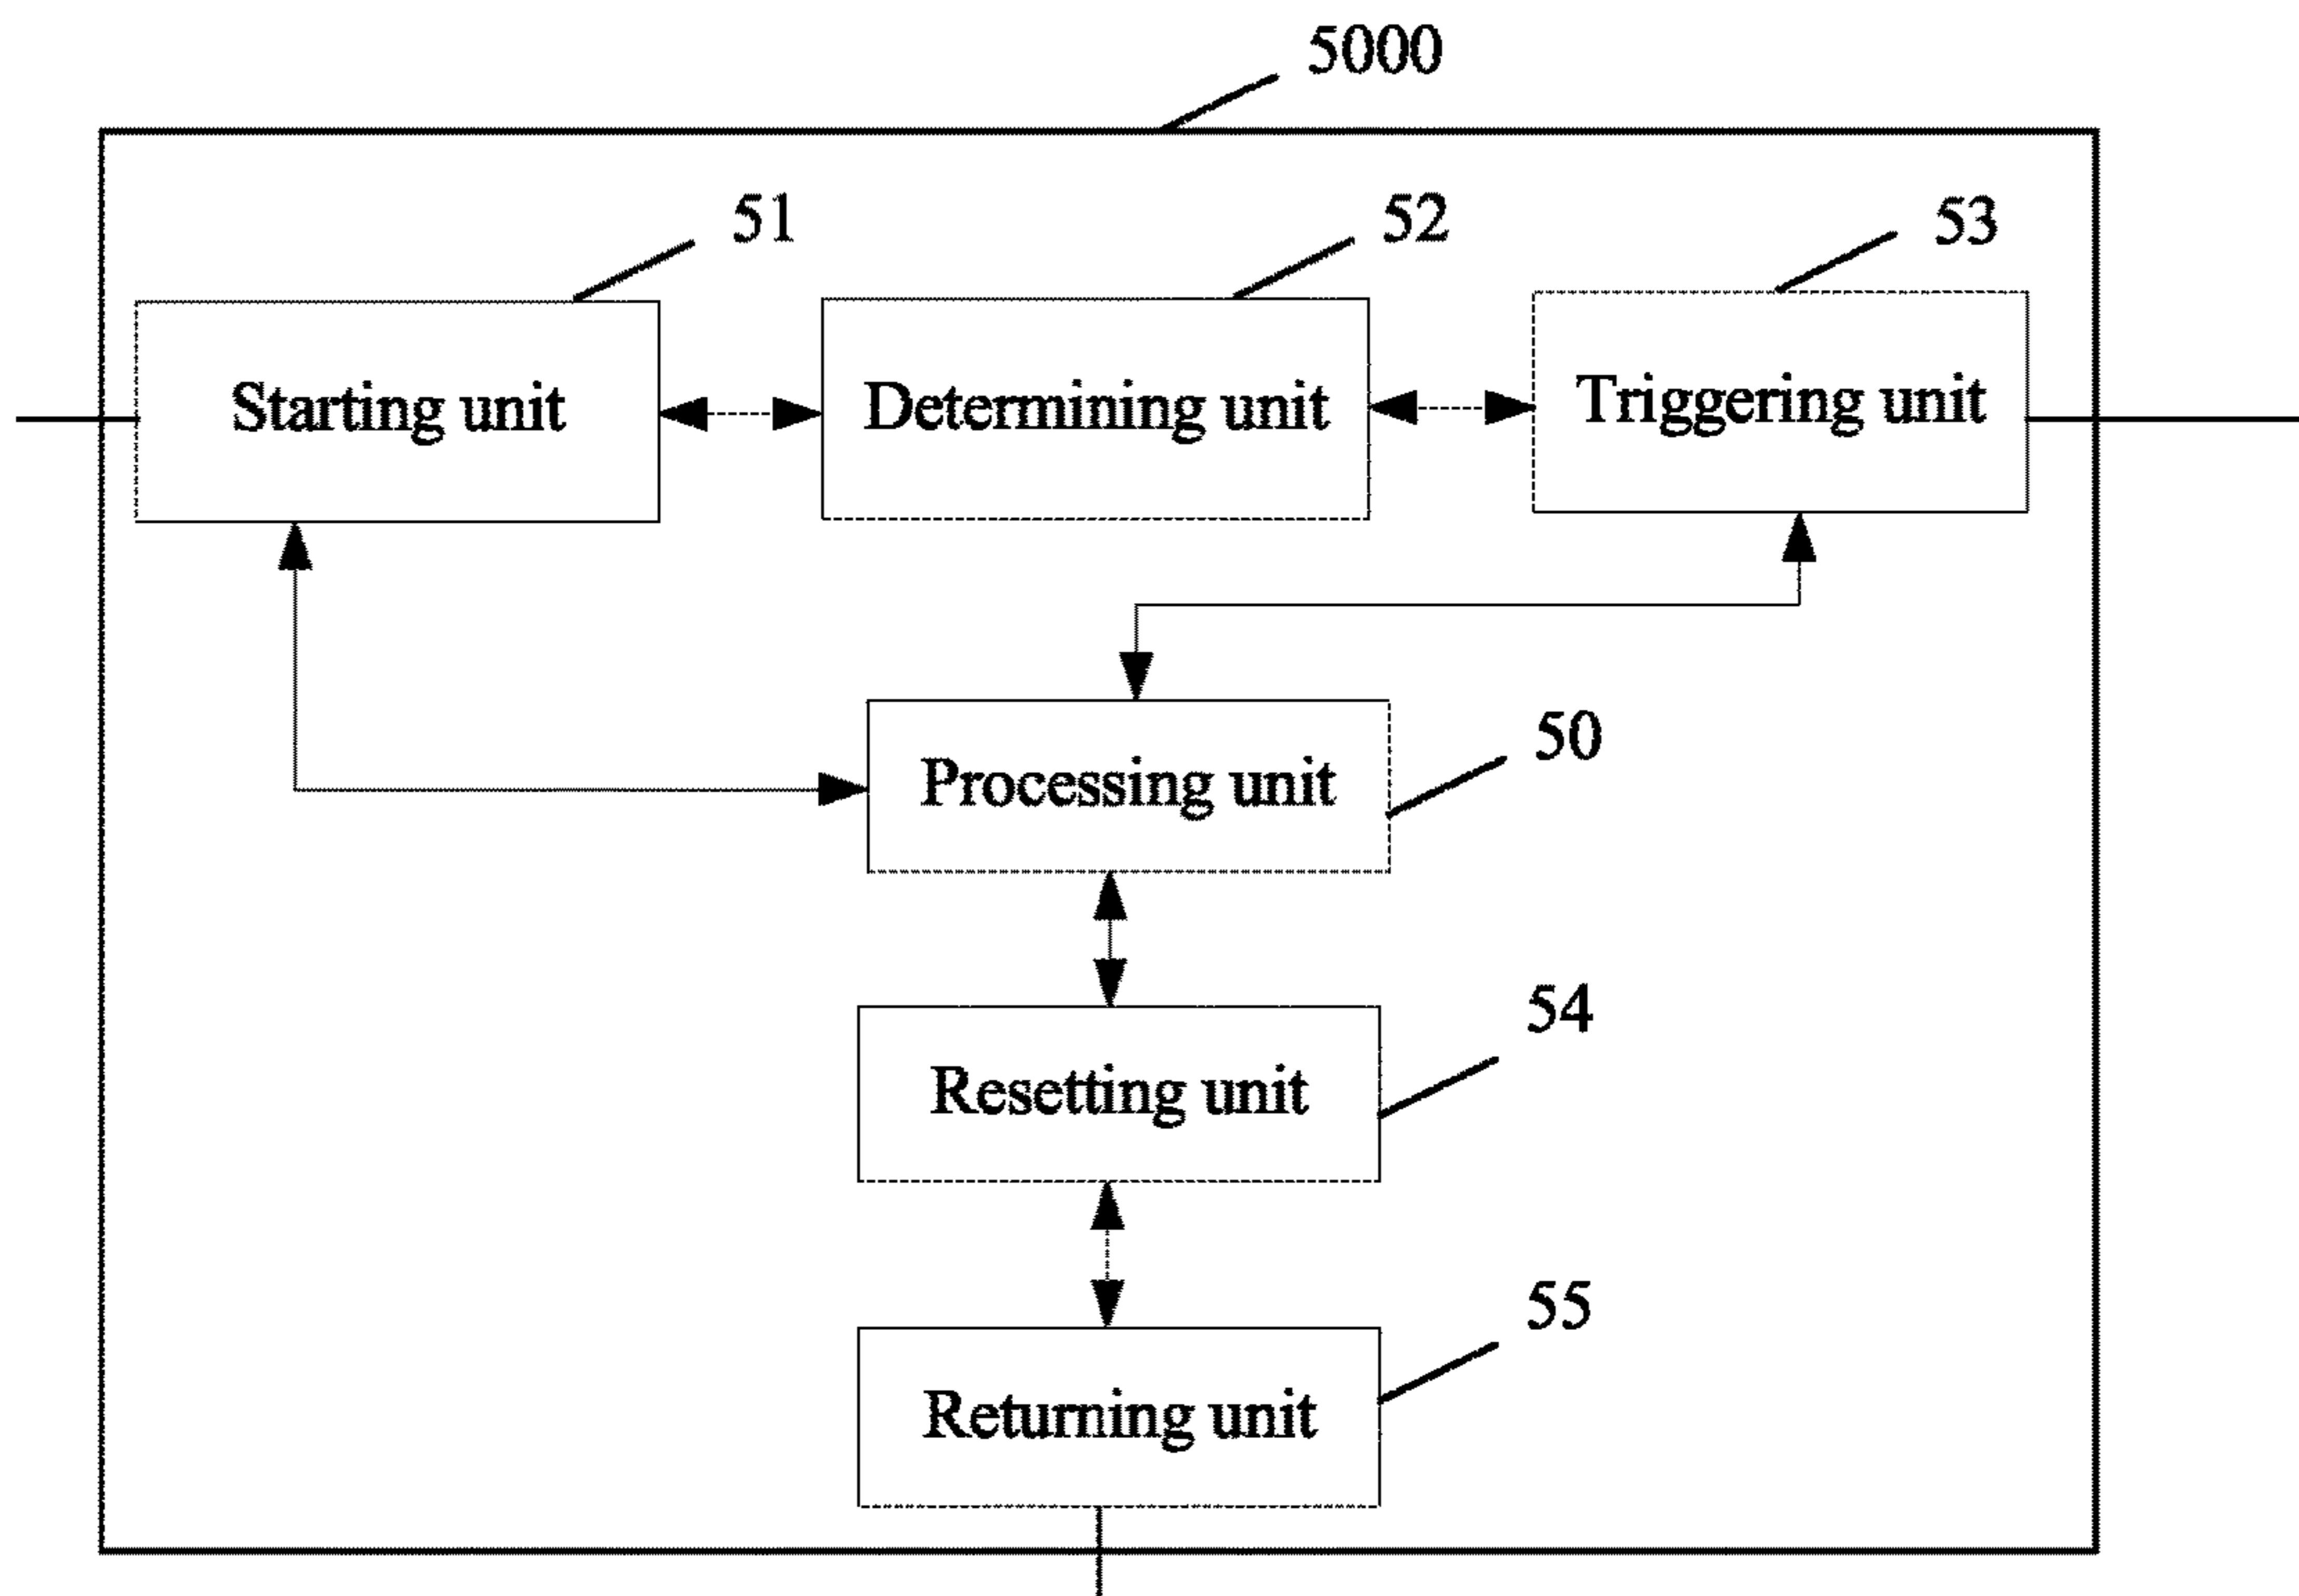 5000
51
52
53
Starting unit
Determining unit
Triggering unit
Processing unit
50
Resetting unit
54
Returning unit
55